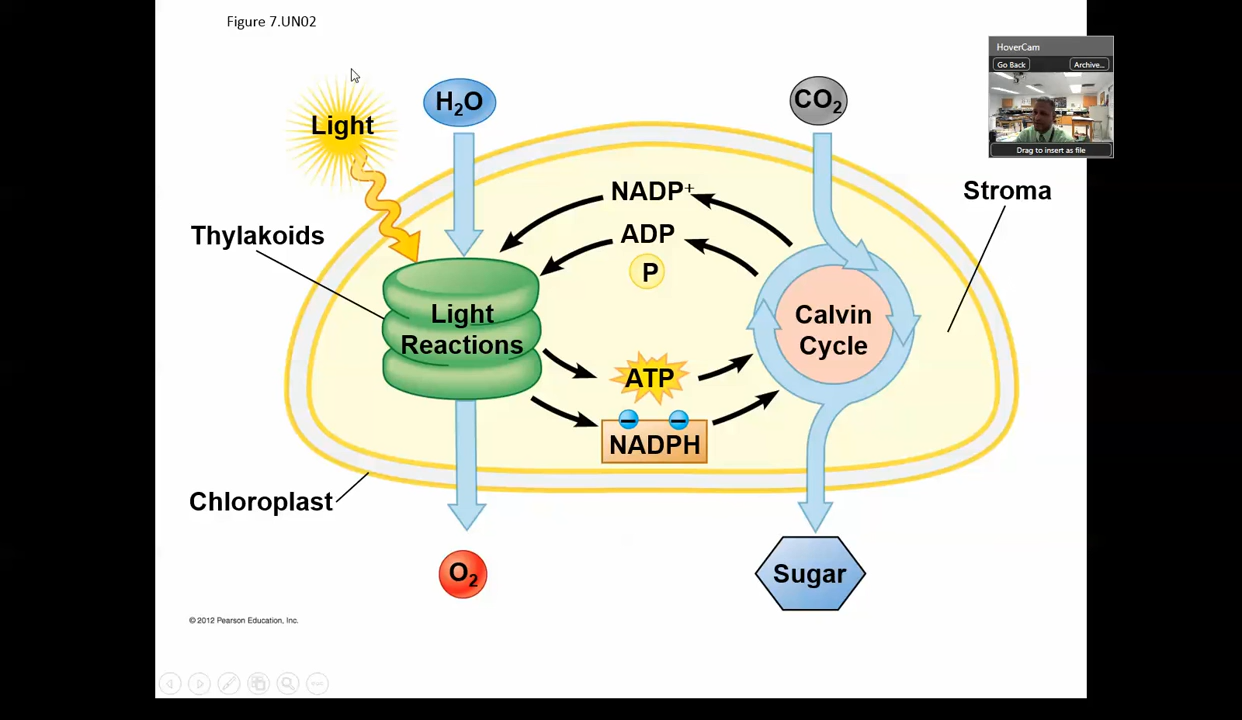 Figure 7.UN02
HoverCam
Go Back
Archive...
Drag to insert as file
Light
H₂O
CO₂
NADP⁺
Stroma
Thylakoids
ADP
P
Light
Reactions
Calvin
Cycle
ATP
NADPH
Chloroplast
O₂
Sugar
© 2012 Pearson Education, Inc.